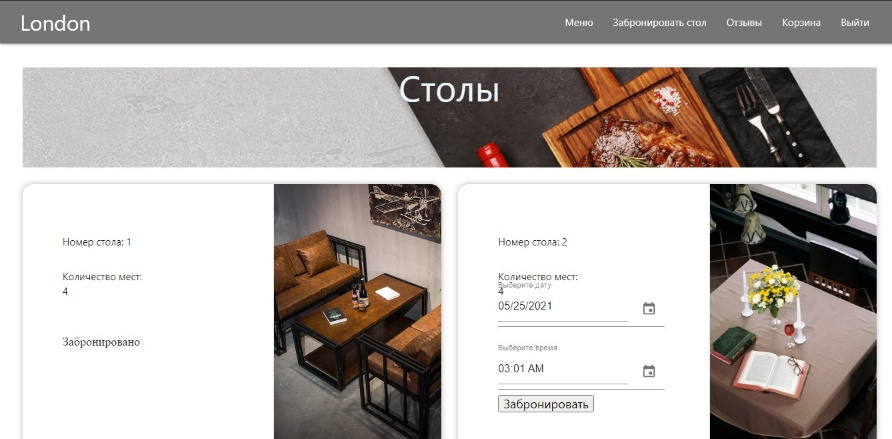 London
Меню Забронировать стол Отзывы Корзина Выйти
Столы
Номер стола: 1
Количество мест:
4
Забронировано
Номер стола: 2
Количество мест:
4
Выберите дату
05/25/2021
Выберите время
03:01 AM
Забронировать